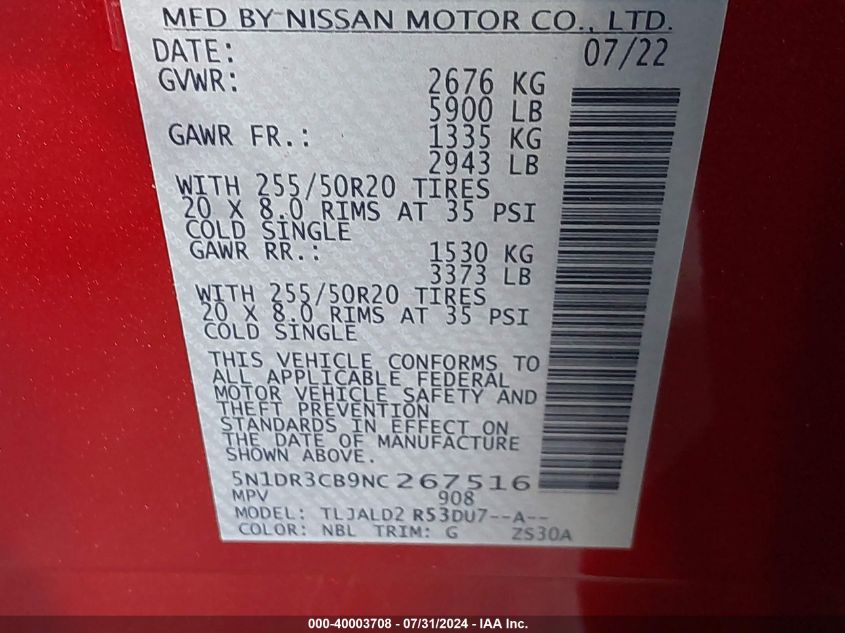 MFD BY NISSAN MOTOR CO., LTD.
DATE: 07/22
GVWR: 2676 KG
5900 LB
GAWR FR.: 1335 KG
2943 LB
WITH 255/50R20 TIRES
20 X 8.0 RIMS AT 35 PSI
COLD SINGLE
GAWR RR.: 1530 KG
3373 LB
WITH 255/50R20 TIRES
20 X 8.0 RIMS AT 35 PSI
COLD SINGLE
THIS VEHICLE CONFORMS TO
ALL APPLICABLE FEDERAL
MOTOR VEHICLE SAFETY AND
THEFT PREVENTION
STANDARDS IN EFFECT ON
THE DATE OF MANUFACTURE
SHOWN ABOVE.
5N1DR3CB9NC267516
MPV 908
MODEL: TLJALD2 R53DU7--A--
COLOR: NBL TRIM: G ZS30A
000-40003708 - 07/31/2024 - IAA Inc.